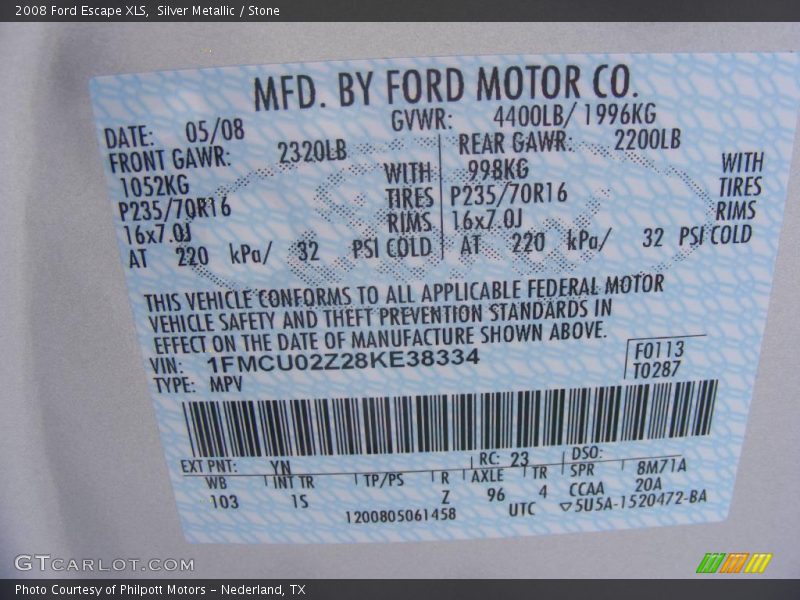 2008 Ford Escape XLS, Silver Metallic / Stone
MFD. BY FORD MOTOR CO.
DATE: 05/08 GVWR: 4400LB/ 1996KG
FRONT GAWR: 2320LB REAR GAWR: 2200LB
1052KG WITH 998KG WITH
P235/70R16 TIRES P235/70R16 TIRES
16x7.0J RIMS 16x7.0J RIMS
AT 220 kPa/ 32 PSI COLD AT 220 kPa/ 32 PSI COLD
THIS VEHICLE CONFORMS TO ALL APPLICABLE FEDERAL MOTOR
VEHICLE SAFETY AND THEFT PREVENTION STANDARDS IN
EFFECT ON THE DATE OF MANUFACTURE SHOWN ABOVE.
VIN: 1FMCU02Z28KE38334 F0113
TYPE: MPV T0287
EXT PNT: YN RC: 23 DSO:
WB INT TR TP/PS R AXLE TR SPR 8M71A
103 1S Z 96 4 CCAA 20A
1200805061458 UTC ▽5U5A-1520472-BA
GTCARLOT.COM
Photo Courtesy of Philpott Motors - Nederland, TX